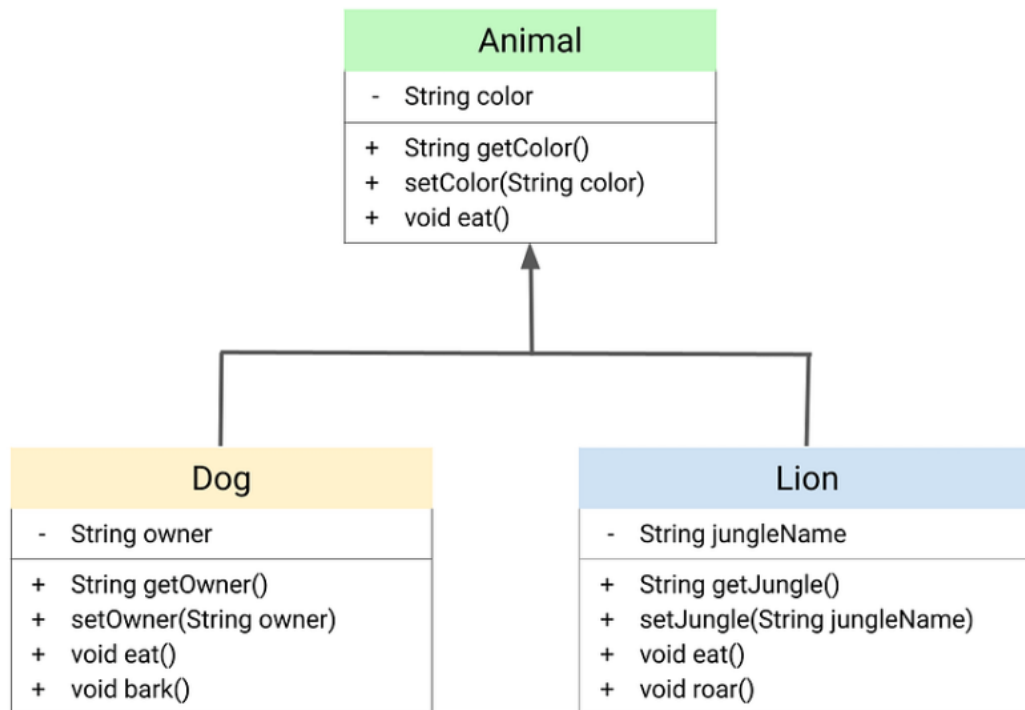 Animal
- String color
+ String getColor()
+ setColor(String color)
+ void eat()
Dog
- String owner
+ String getOwner()
+ setOwner(String owner)
+ void eat()
+ void bark()
Lion
- String jungleName
+ String getJungle()
+ setJungle(String jungleName)
+ void eat()
+ void roar()